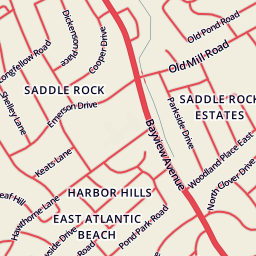 Dickenson
Place
Cooper Drive
Old Pond Road
Longfellow Road
Old Mill Road
SADDLE ROCK
Shelley Lane
Emerson Drive
SADDLE ROCK
ESTATES
Parkside Drive
Bayview Avenue
Keats Lane
Woodland Place East
HARBOR HILLS
North Clover Drive
Hawthorne Lane
EAST ATLANTIC
BEACH
Pond Park Road
Drive